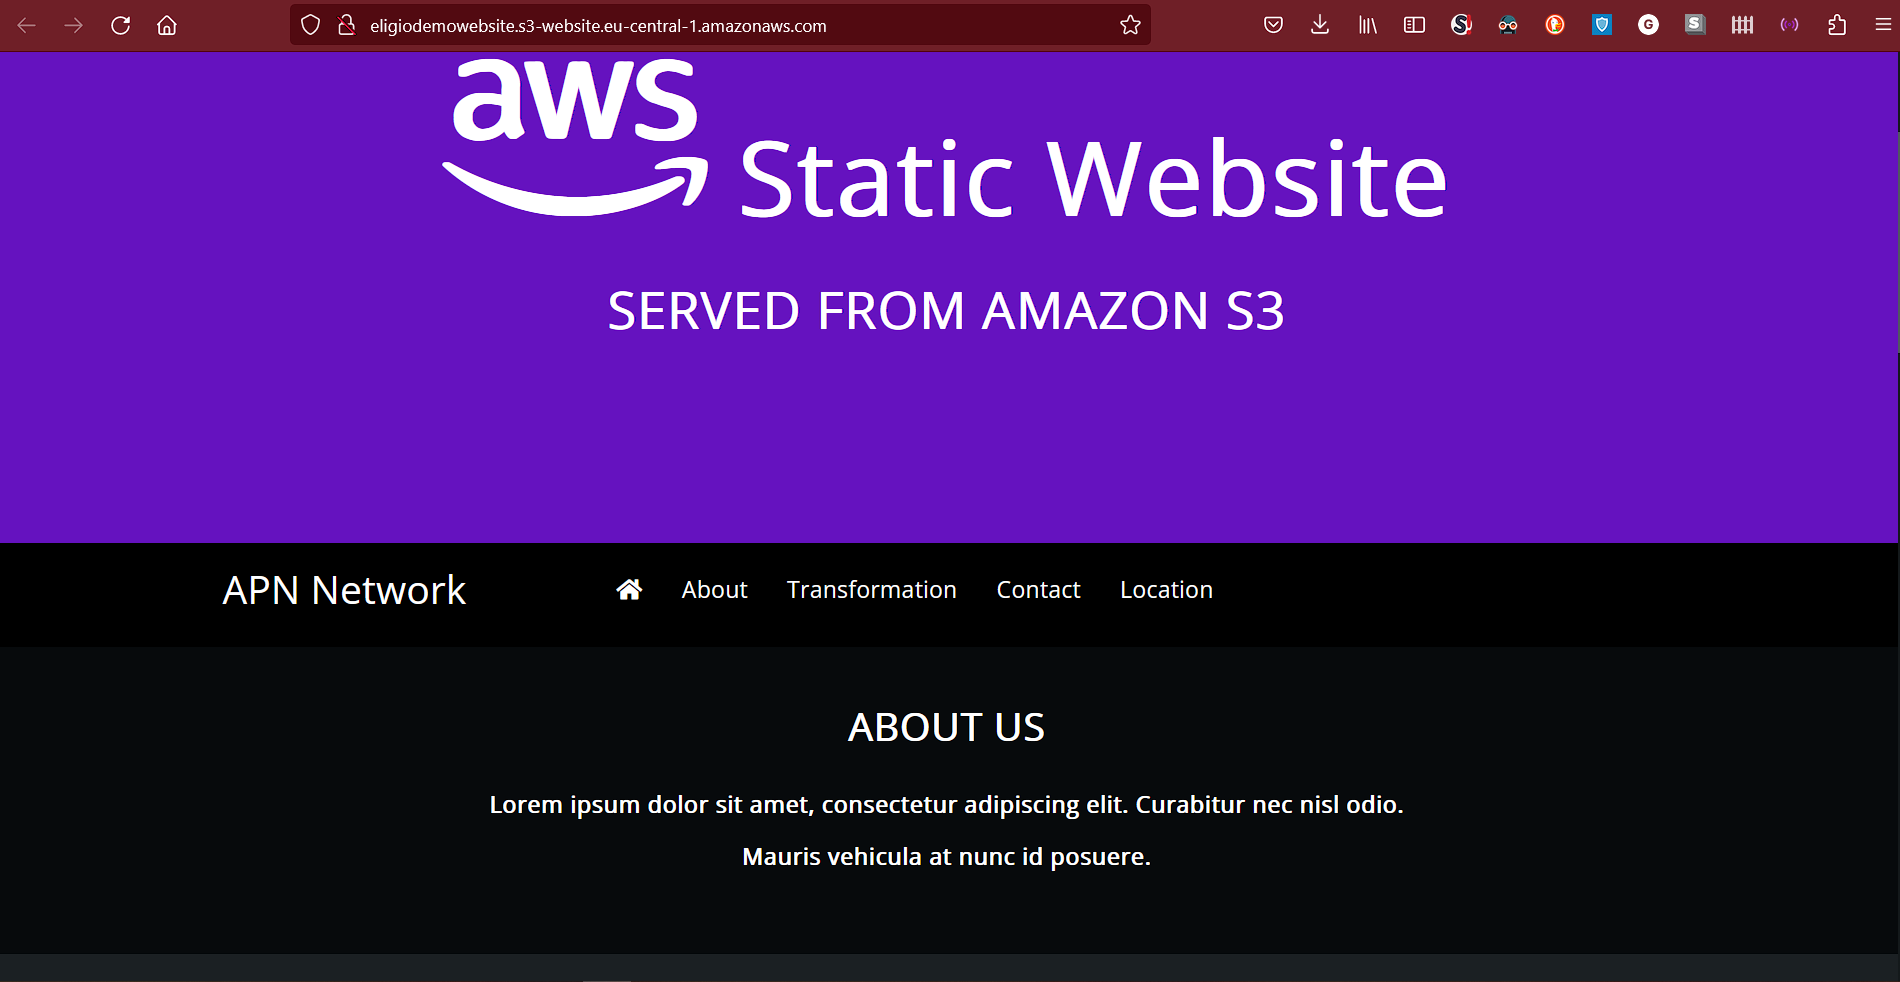 eligiodemowebsite.s3-website.eu-central-1.amazonaws.com
aws
Static Website
SERVED FROM AMAZON S3
APN Network
About Transformation Contact Location
ABOUT US
Lorem ipsum dolor sit amet, consectetur adipiscing elit. Curabitur nec nisl odio.
Mauris vehicula at nunc id posuere.